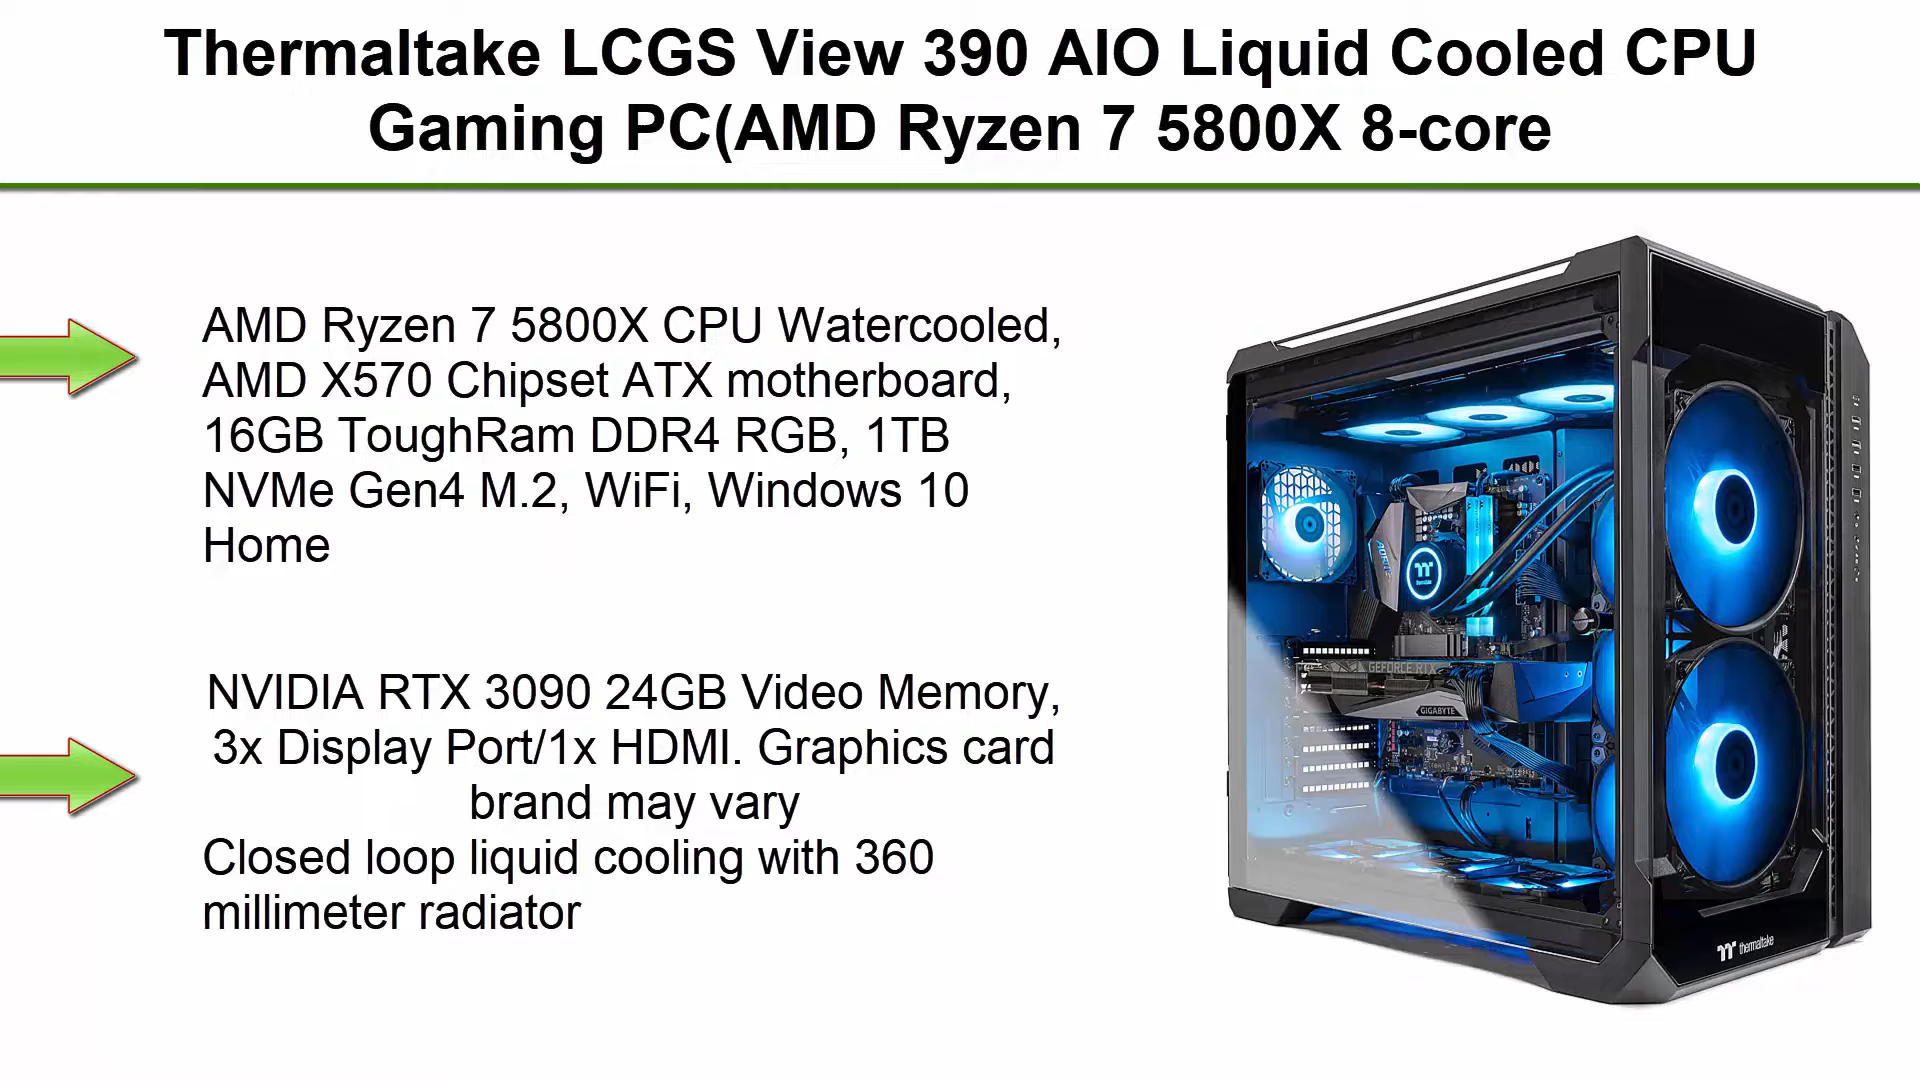 Thermaltake LCGS View 390 AIO Liquid Cooled CPU
Gaming PC(AMD Ryzen 7 5800X 8-core
AMD Ryzen 7 5800X CPU Watercooled,
AMD X570 Chipset ATX motherboard,
16GB ToughRam DDR4 RGB, 1TB
NVMe Gen4 M.2, WiFi, Windows 10
Home
NVIDIA RTX 3090 24GB Video Memory,
3x Display Port/1x HDMI. Graphics card
brand may vary
Closed loop liquid cooling with 360
millimeter radiator
AORUS
thermaltake
GEFORCE RTX
GIGABYTE
thermaltake